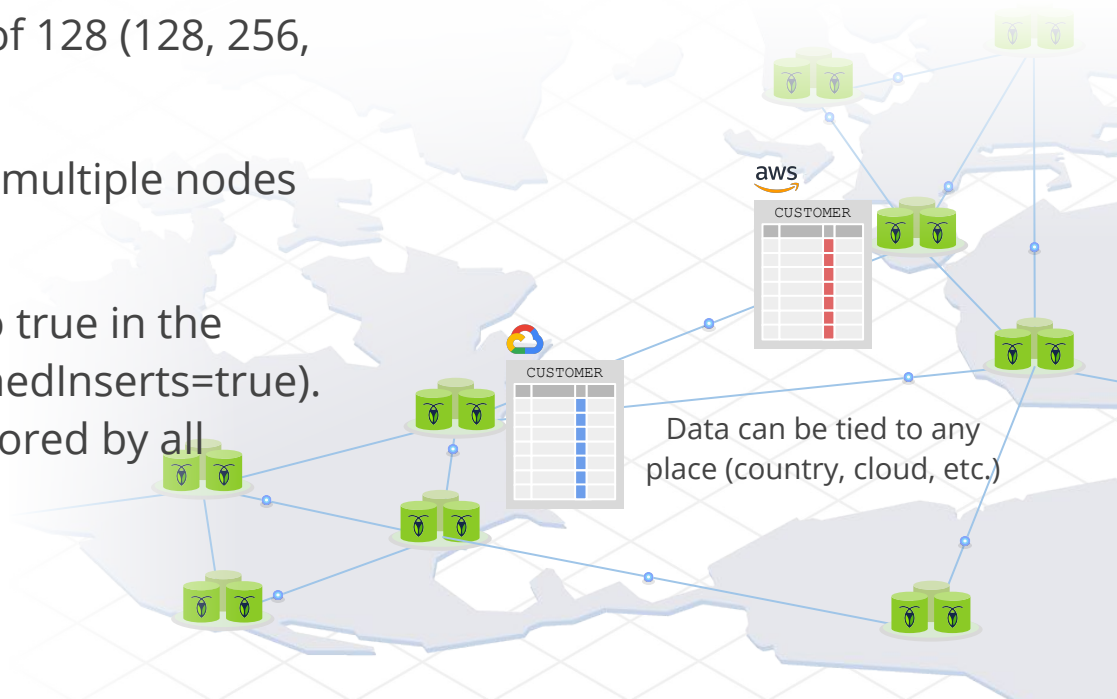 of 128 (128, 256,
multiple nodes
true in the
nedInserts=true).
ored by all
aws
CUSTOMER
CUSTOMER
Data can be tied to any
place (country, cloud, etc.)